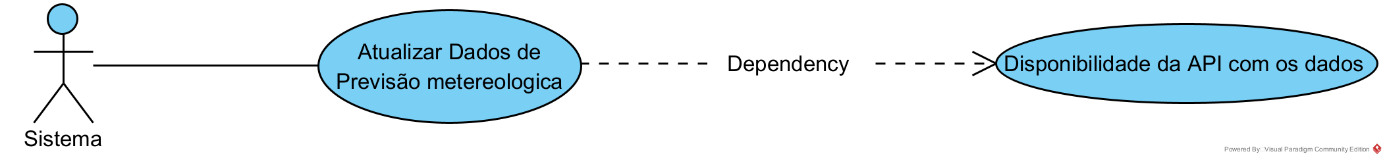 Atualizar Dados de
Previsão metereologica
Dependency
Disponibilidade da API com os dados
Sistema
Powered By: Visual Paradigm Community Edition